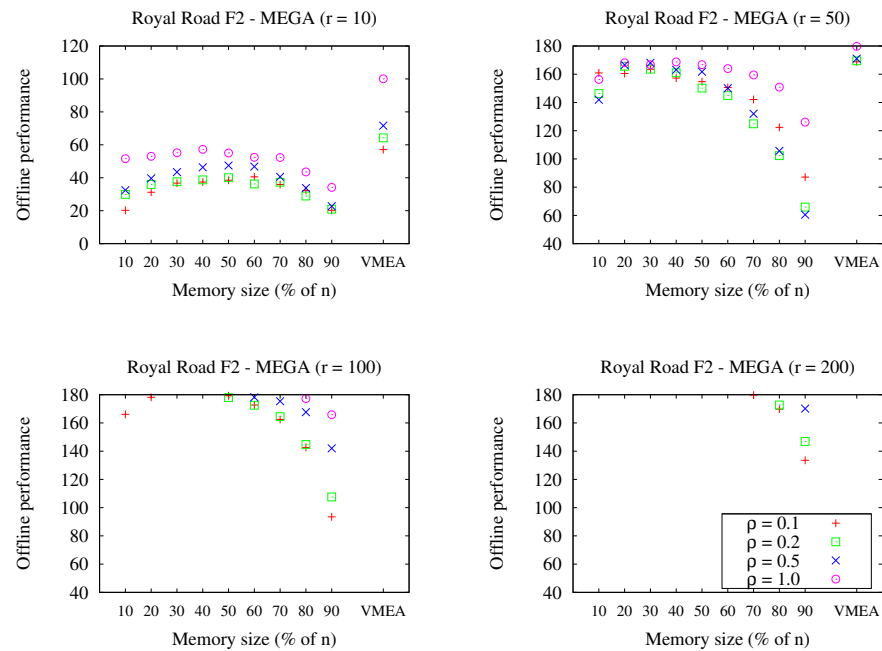 Royal Road F2 - MEGA (r = 10)
120
100
80
60
40
20
0
Offline performance
10 20 30 40 50 60 70 80 90 VMEA
Memory size (% of n)
Royal Road F2 - MEGA (r = 50)
180
160
140
120
100
80
60
40
Offline performance
10 20 30 40 50 60 70 80 90 VMEA
Memory size (% of n)
Royal Road F2 - MEGA (r = 100)
180
160
140
120
100
80
60
40
Offline performance
10 20 30 40 50 60 70 80 90 VMEA
Memory size (% of n)
Royal Road F2 - MEGA (r = 200)
180
160
140
120
100
80
60
40
Offline performance
ρ = 0.1
ρ = 0.2
ρ = 0.5
ρ = 1.0
10 20 30 40 50 60 70 80 90 VMEA
Memory size (% of n)